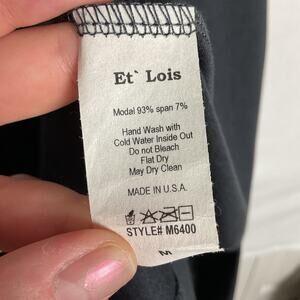 Et` Lois
Modal 93% span 7%
Hand Wash with
Cold Water Inside Out
Do not Bleach
Flat Dry
May Dry Clean
MADE IN U.S.A.
STYLE# M6400
M